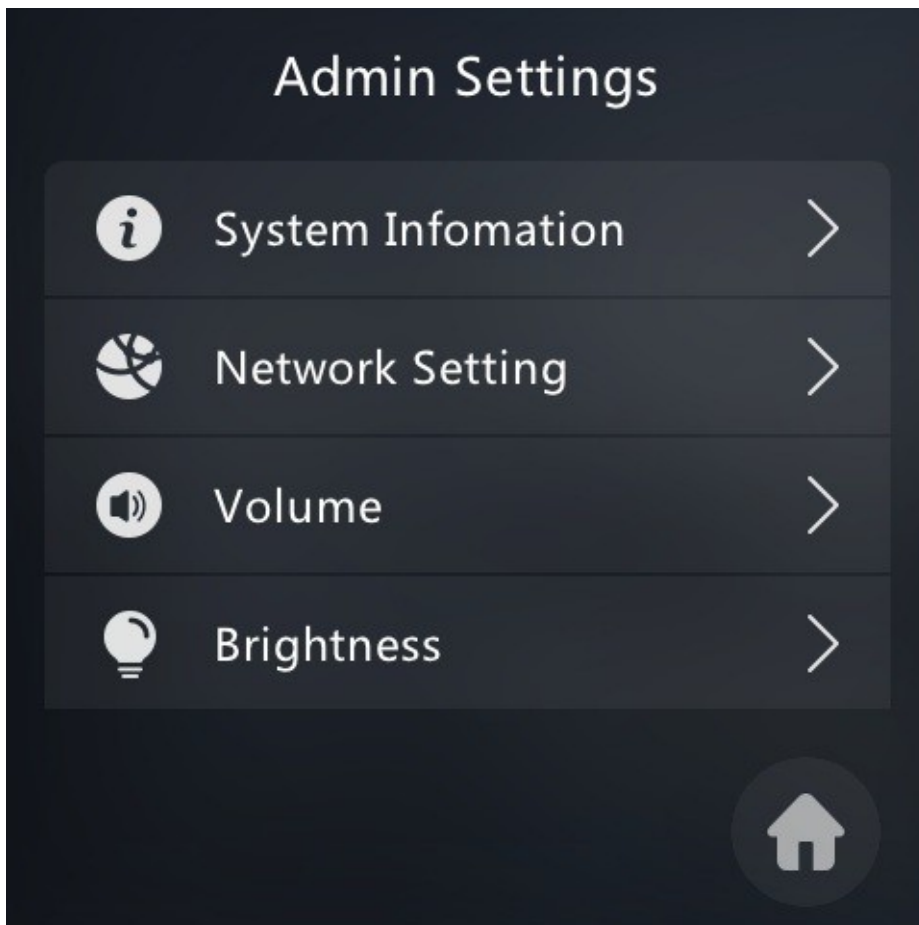 Admin Settings
System Infomation
Network Setting
Volume
Brightness